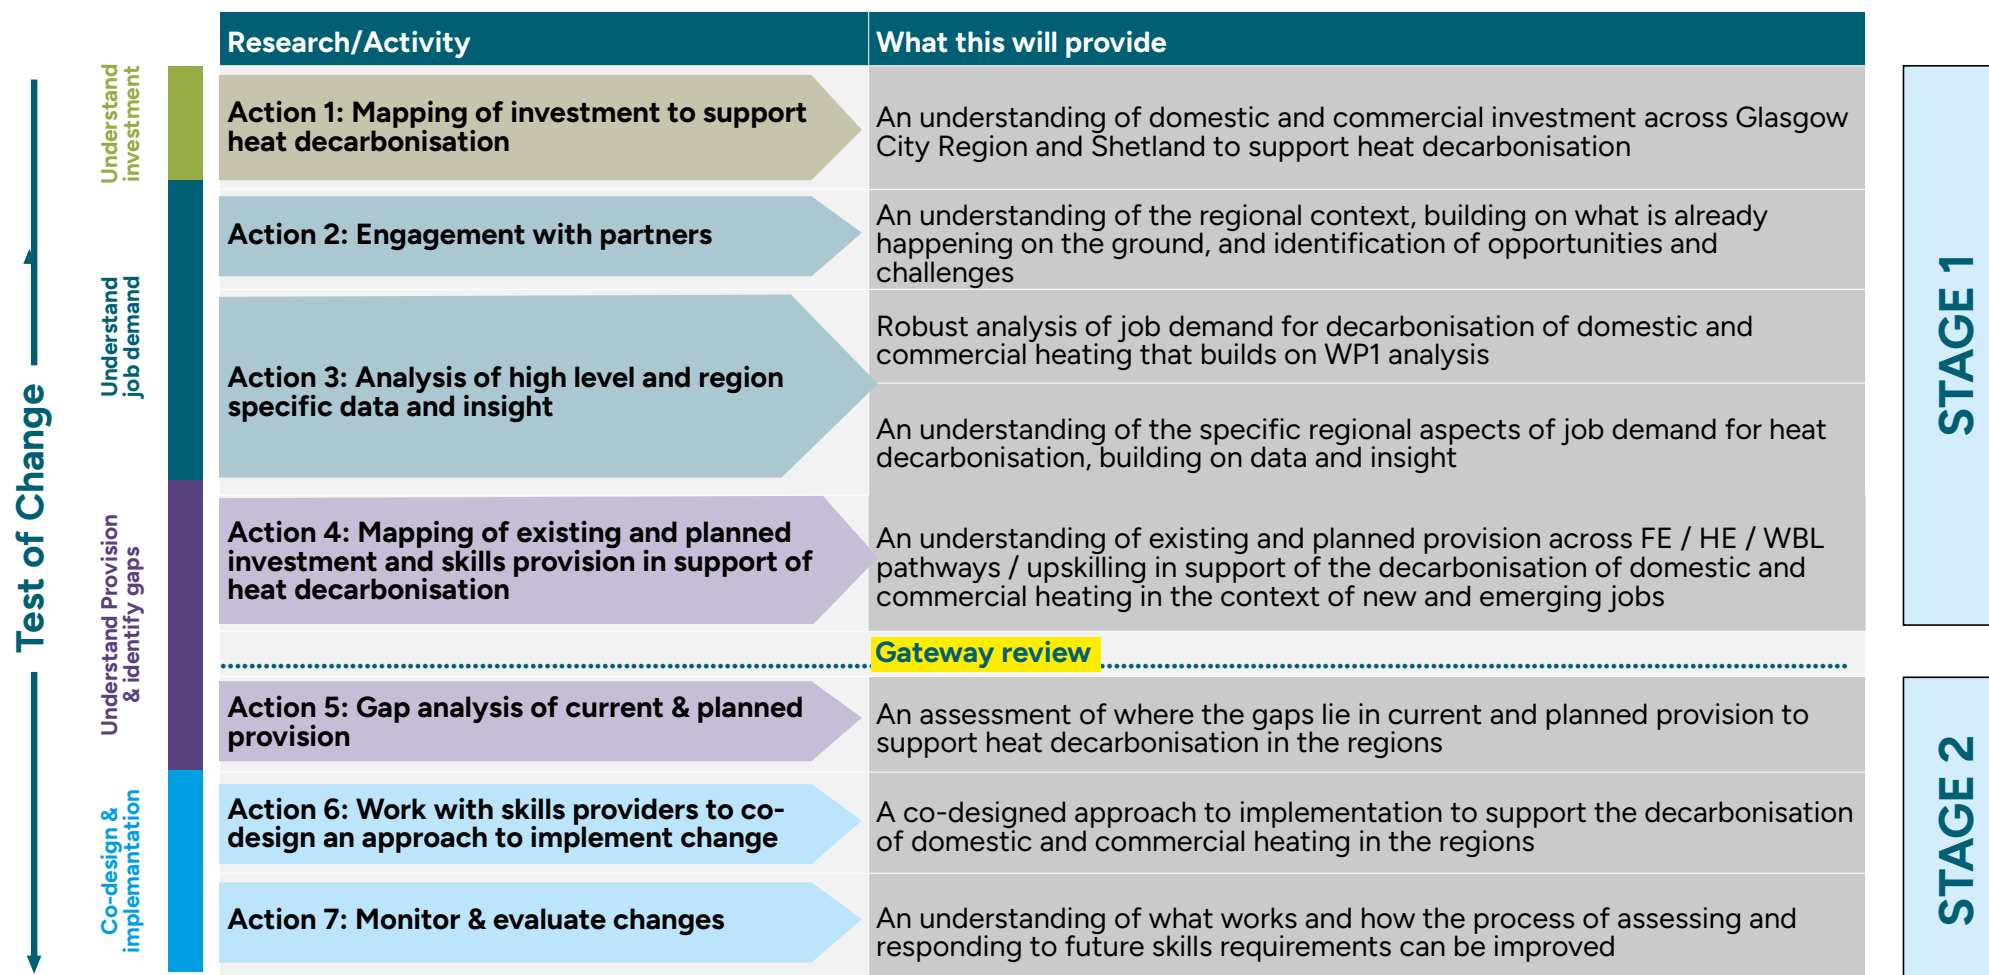 Research/Activity
What this will provide
Test of Change
Understand
investment
Action 1: Mapping of investment to support
heat decarbonisation
An understanding of domestic and commercial investment across Glasgow
City Region and Shetland to support heat decarbonisation
Understand
job demand
Action 2: Engagement with partners
An understanding of the regional context, building on what is already
happening on the ground, and identification of opportunities and
challenges
Action 3: Analysis of high level and region
specific data and insight
Robust analysis of job demand for decarbonisation of domestic and
commercial heating that builds on WP1 analysis
An understanding of the specific regional aspects of job demand for heat
decarbonisation, building on data and insight
Understand Provision
& identify gaps
Action 4: Mapping of existing and planned
investment and skills provision in support of
heat decarbonisation
An understanding of existing and planned provision across FE / HE / WBL
pathways / upskilling in support of the decarbonisation of domestic and
commercial heating in the context of new and emerging jobs
STAGE 1
Gateway review
Action 5: Gap analysis of current & planned
provision
An assessment of where the gaps lie in current and planned provision to
support heat decarbonisation in the regions
Co-design &
implemantation
Action 6: Work with skills providers to co-
design an approach to implement change
A co-designed approach to implementation to support the decarbonisation
of domestic and commercial heating in the regions
Action 7: Monitor & evaluate changes
An understanding of what works and how the process of assessing and
responding to future skills requirements can be improved
STAGE 2